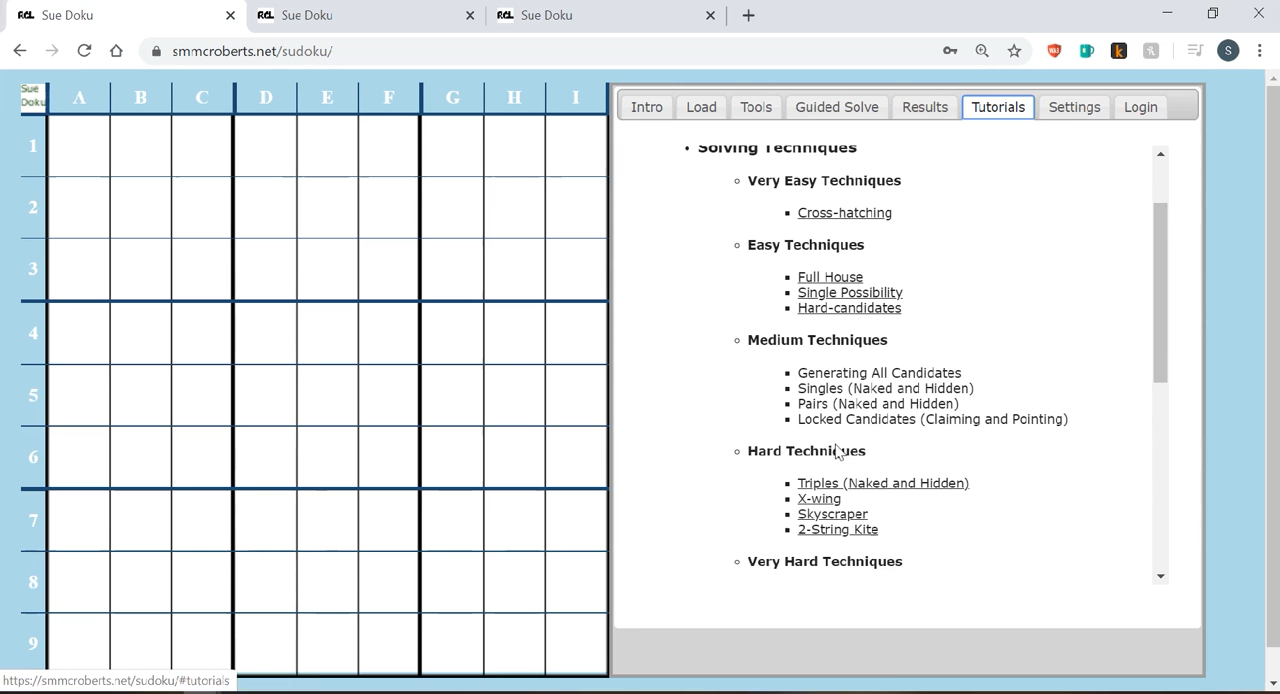 RCL Sue Doku
RCL Sue Doku
RCL Sue Doku
smmcroberts.net/sudoku/
S
Sue
Doku
A B C D E F G H I
Intro Load Tools Guided Solve Results Tutorials Settings Login
Solving Techniques
Very Easy Techniques
Cross-hatching
Easy Techniques
Full House
Single Possibility
Hard-candidates
Medium Techniques
Generating All Candidates
Singles (Naked and Hidden)
Pairs (Naked and Hidden)
Locked Candidates (Claiming and Pointing)
Hard Techniques
Triples (Naked and Hidden)
X-wing
Skyscraper
2-String Kite
Very Hard Techniques
1
2
3
4
5
6
7
8
9
https://smmcroberts.net/sudoku/#tutorials